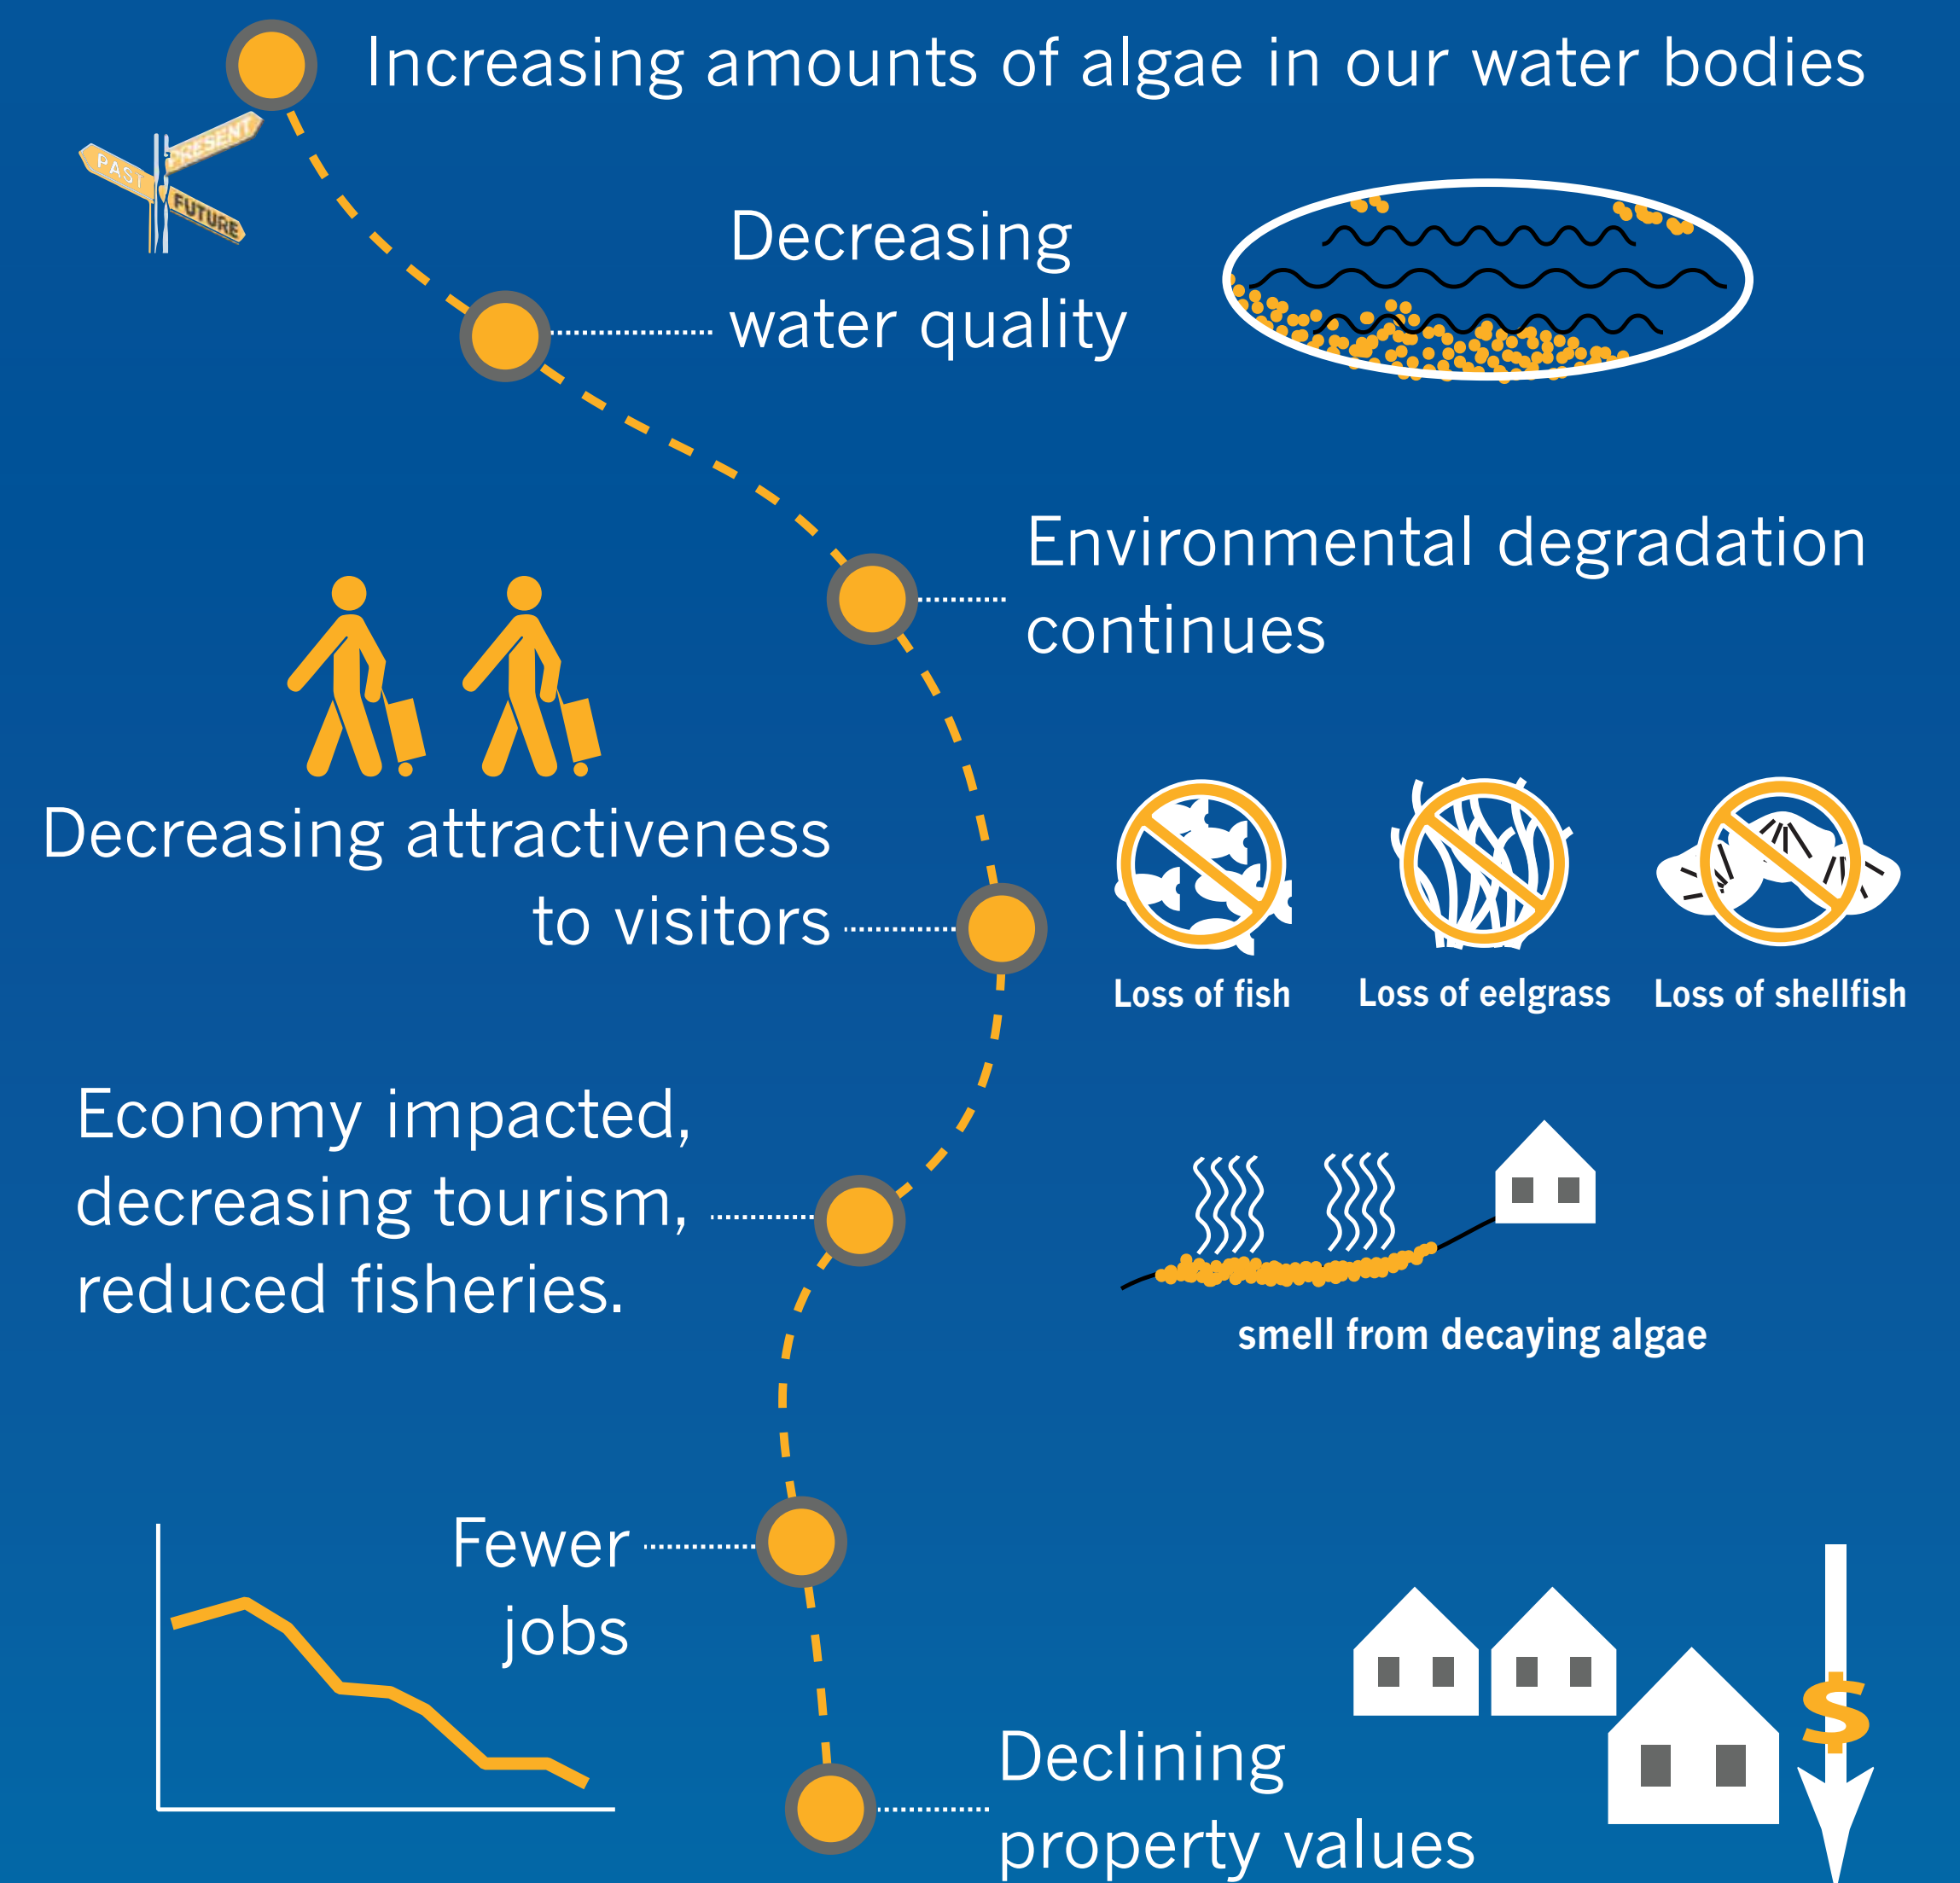 Increasing amounts of algae in our water bodies
PAST
PRESENT
FUTURE
Decreasing
water quality
Environmental degradation
continues
Decreasing attractiveness
to visitors
Loss of fish
Loss of eelgrass
Loss of shellfish
Economy impacted,
decreasing tourism,
reduced fisheries.
smell from decaying algae
Fewer
jobs
$
Declining
property values